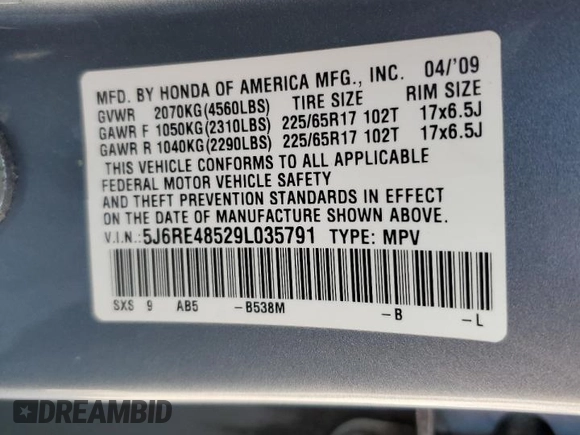 MFD. BY HONDA OF AMERICA MFG., INC. 04/'09
GVWR 2070KG(4560LBS) TIRE SIZE RIM SIZE
GAWR F 1050KG(2310LBS) 225/65R17 102T 17x6.5J
GAWR R 1040KG(2290LBS) 225/65R17 102T 17x6.5J
THIS VEHICLE CONFORMS TO ALL APPLICABLE
FEDERAL MOTOR VEHICLE SAFETY
AND THEFT PREVENTION STANDARDS IN EFFECT
ON THE DATE OF MANUFACTURE SHOWN ABOVE.
V.I.N.:5J6RE48529L035791 TYPE: MPV
SXS 9 AB5 -B538M -B -L
DREAMBID